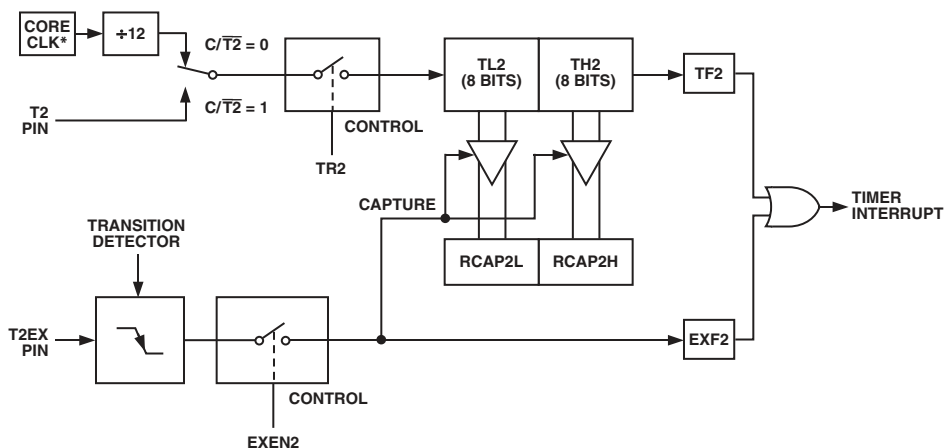 CORE
CLK*
÷12
C/T2 = 0
C/T2 = 1
T2
PIN
CONTROL
TR2
TL2
(8 BITS)
TH2
(8 BITS)
TF2
CAPTURE
RCAP2L
RCAP2H
TIMER
INTERRUPT
TRANSITION
DETECTOR
T2EX
PIN
CONTROL
EXEN2
EXF2